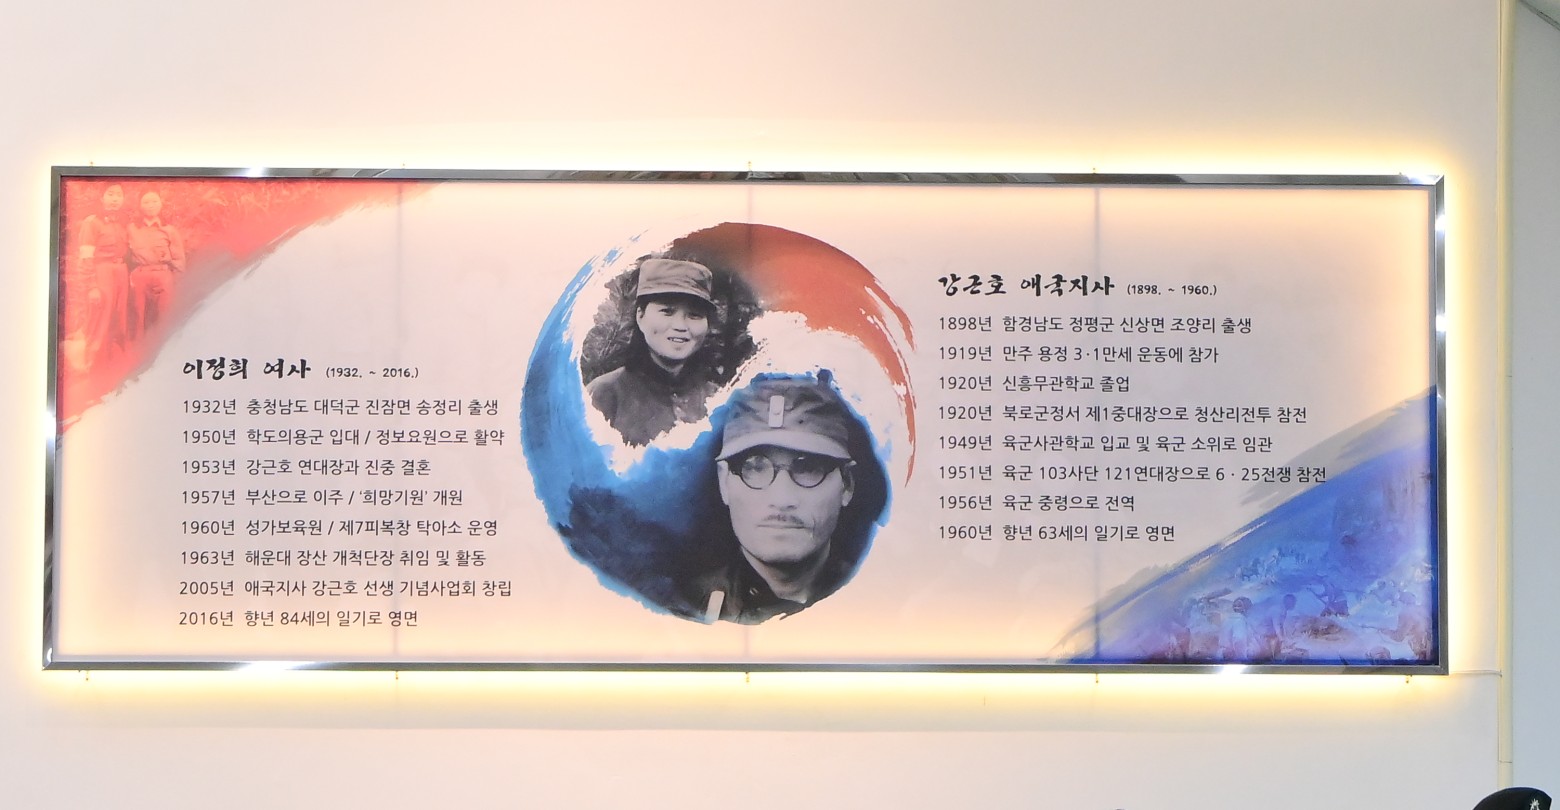 이정희 여사 (1932. ~ 2016.)
1932년 충청남도 대덕군 진잠면 송정리 출생
1950년 학도의용군 입대 / 정보요원으로 활약
1953년 강근호 연대장과 진중 결혼
1957년 부산으로 이주 / '희망기원' 개원
1960년 성가보육원 / 제7피복창 탁아소 운영
1963년 해운대 장산 개척단장 취임 및 활동
2005년 애국지사 강근호 선생 기념사업회 창립
2016년 향년 84세의 일기로 영면
강근호 애국지사 (1898. ~ 1960.)
1898년 함경남도 정평군 신상면 조양리 출생
1919년 만주 용정 3·1만세 운동에 참가
1920년 신흥무관학교 졸업
1920년 북로군정서 제1중대장으로 청산리전투 참전
1949년 육군사관학교 입교 및 육군 소위로 임관
1951년 육군 103사단 121연대장으로 6·25전쟁 참전
1956년 육군 중령으로 전역
1960년 향년 63세의 일기로 영면